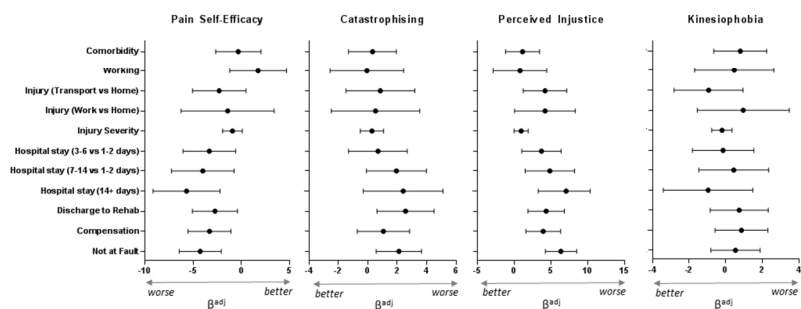 Pain Self-Efficacy
Catastrophising
Perceived Injustice
Kinesiophobia
Comorbidity
Working
Injury (Transport vs Home)
Injury (Work vs Home)
Injury Severity
Hospital stay (3-6 vs 1-2 days)
Hospital stay (7-14 vs 1-2 days)
Hospital stay (14+ days)
Discharge to Rehab
Compensation
Not at Fault
-10 -5 0 5
-4 -2 0 2 4 6
-5 0 5 10 15
-4 -2 0 2 4
worse better
better worse
better worse
better worse
βadj
βadj
βadj
βadj